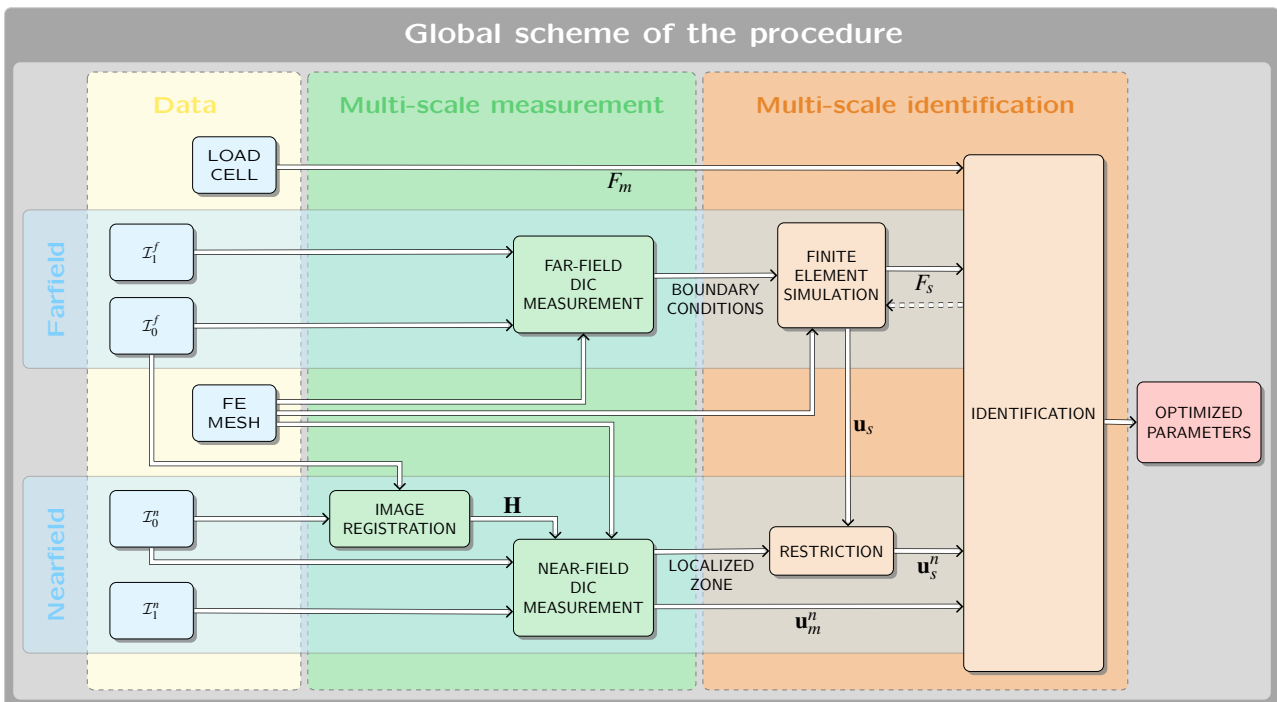 Global scheme of the procedure
Data
Multi-scale measurement
Multi-scale identification
LOAD
CELL
F_m
Farfield
𝓘_1^f
FAR-FIELD
DIC
MEASUREMENT
BOUNDARY
CONDITIONS
FINITE
ELEMENT
SIMULATION
F_s
𝓘_0^f
FE
MESH
u_s
IDENTIFICATION
OPTIMIZED
PARAMETERS
Nearfield
𝓘_0^n
IMAGE
REGISTRATION
H
NEAR-FIELD
DIC
MEASUREMENT
LOCALIZED
ZONE
RESTRICTION
u_s^n
𝓘_1^n
u_m^n